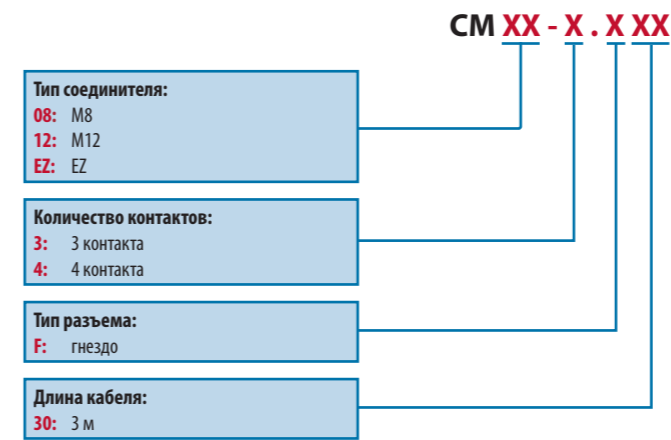 СМ XX - X . X XX
Тип соединителя:
08: M8
12: M12
EZ: EZ
Количество контактов:
3: 3 контакта
4: 4 контакта
Тип разъема:
F: гнездо
Длина кабеля:
30: 3 м